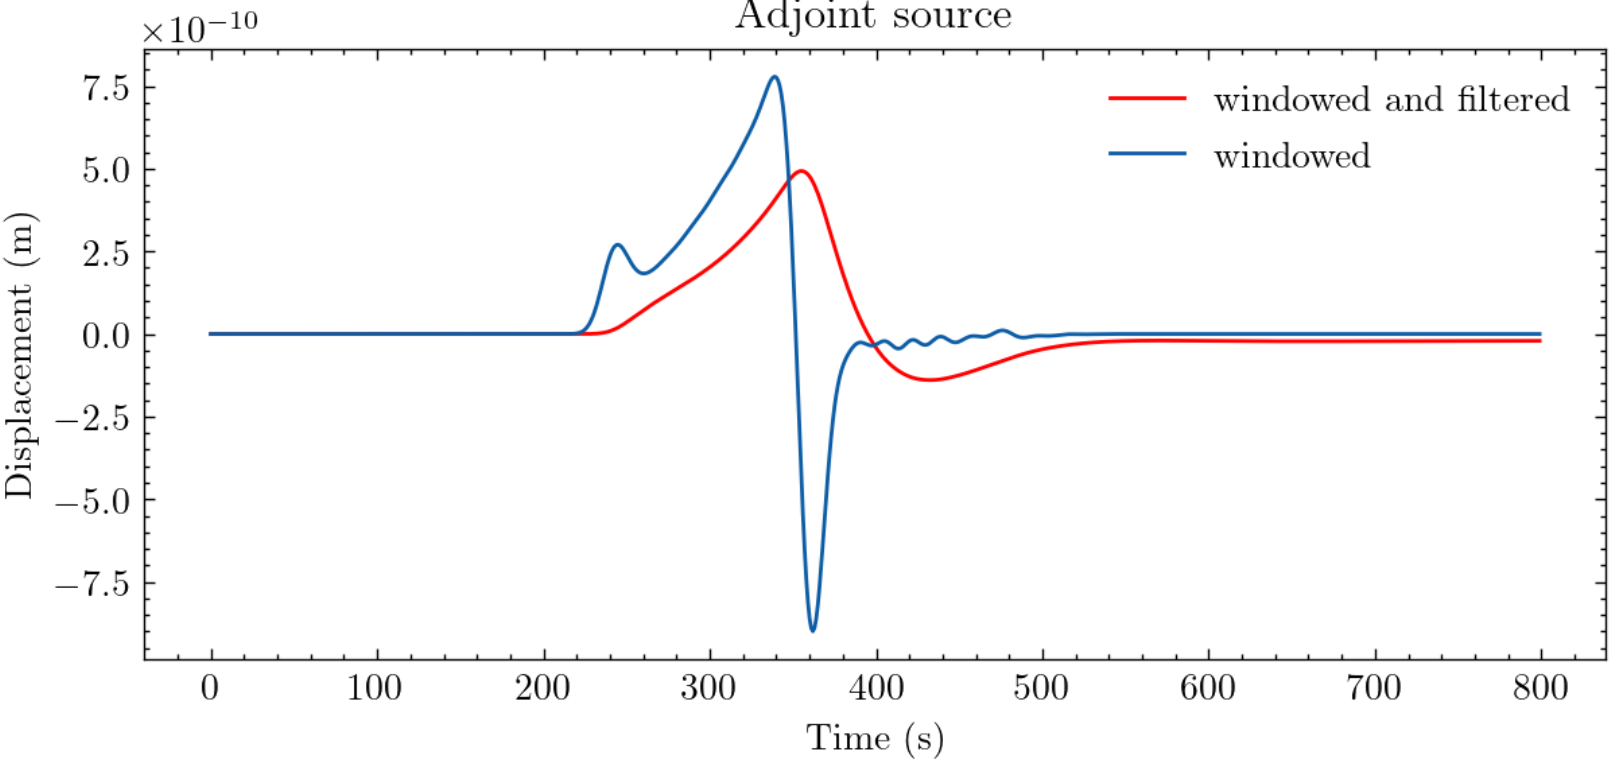 Adjoint source
×10−10
7.5
5.0
2.5
0.0
−2.5
−5.0
−7.5
Displacement (m)
windowed and filtered
windowed
0 100 200 300 400 500 600 700 800
Time (s)